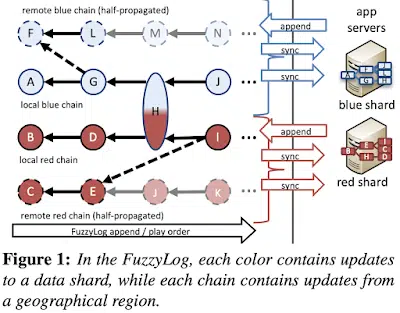 remote blue chain (half-propagated)
F L M N ...
append
app servers
sync
A G J ...
sync
local blue chain
H
blue shard
B D I ...
append
local red chain
sync
C E J K ...
sync
red shard
remote red chain (half-propagated)
FuzzyLog append / play order
Figure 1: In the FuzzyLog, each color contains updates
to a data shard, while each chain contains updates from
a geographical region.